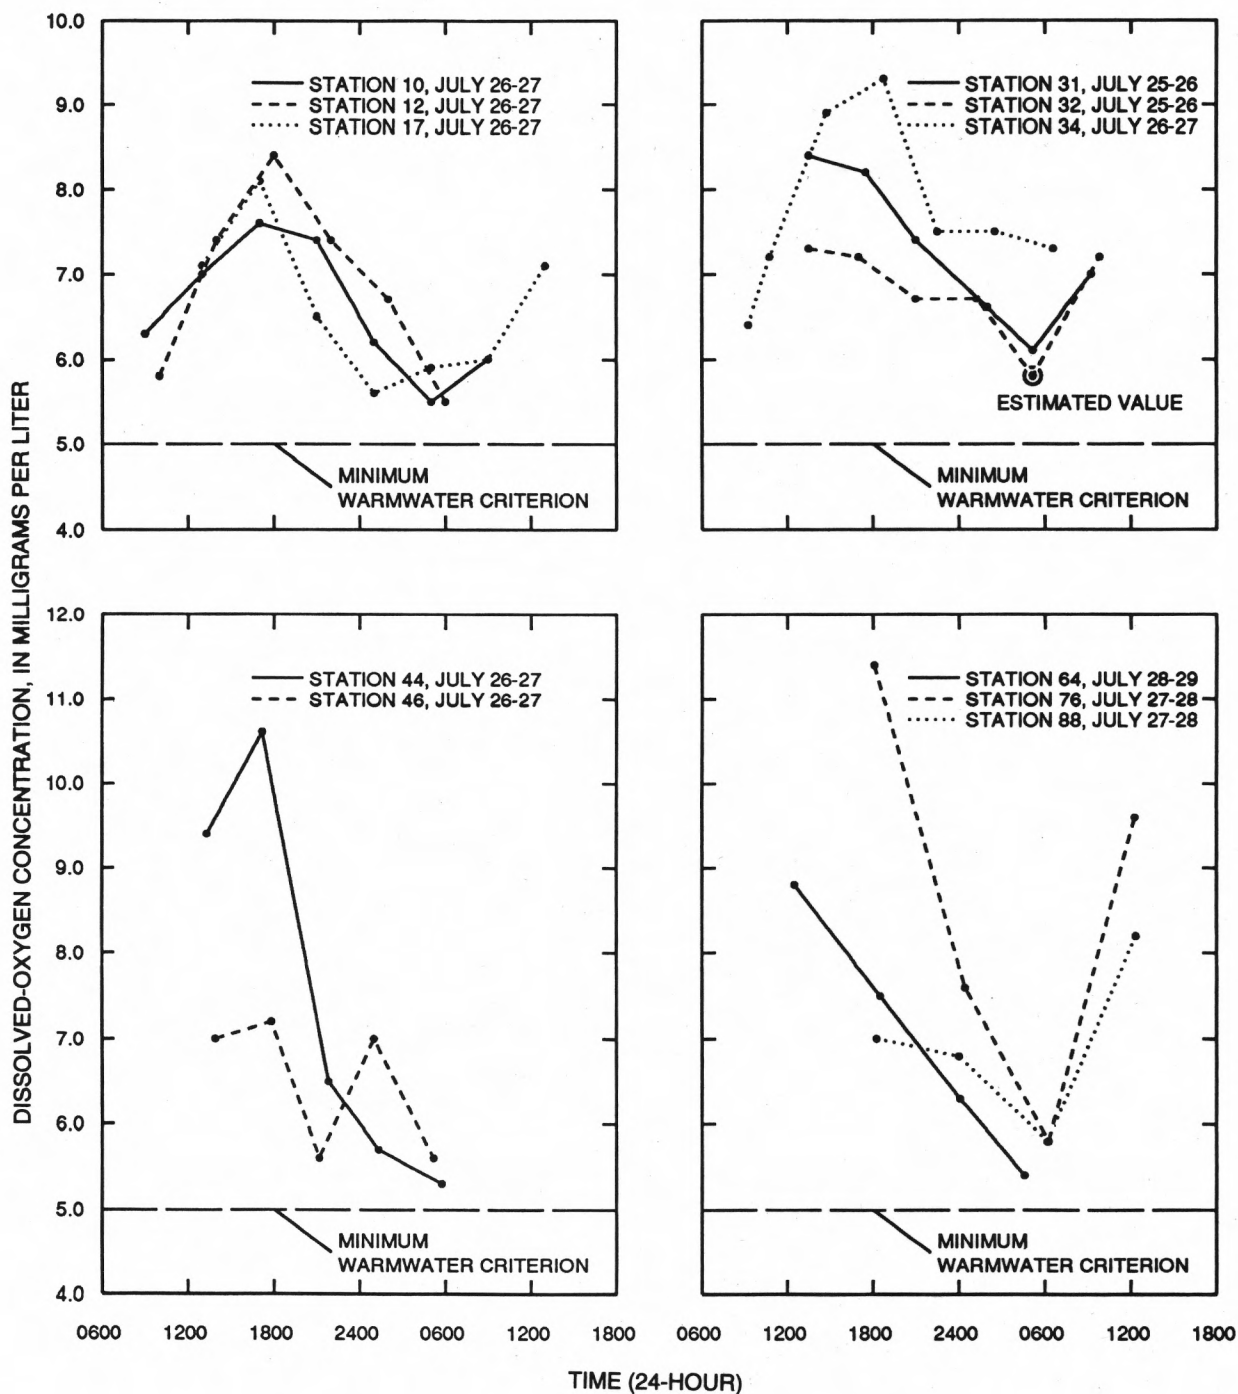 DISSOLVED-OXYGEN CONCENTRATION, IN MILLIGRAMS PER LITER
10.0
9.0
8.0
7.0
6.0
5.0
4.0
STATION 10, JULY 26-27
STATION 12, JULY 26-27
STATION 17, JULY 26-27
MINIMUM
WARMWATER CRITERION
STATION 31, JULY 25-26
STATION 32, JULY 25-26
STATION 34, JULY 26-27
ESTIMATED VALUE
MINIMUM
WARMWATER CRITERION
12.0
11.0
10.0
9.0
8.0
7.0
6.0
5.0
4.0
STATION 44, JULY 26-27
STATION 46, JULY 26-27
MINIMUM
WARMWATER CRITERION
0600 1200 1800 2400 0600 1200 1800
STATION 64, JULY 28-29
STATION 76, JULY 27-28
STATION 88, JULY 27-28
MINIMUM
WARMWATER CRITERION
0600 1200 1800 2400 0600 1200 1800
TIME (24-HOUR)